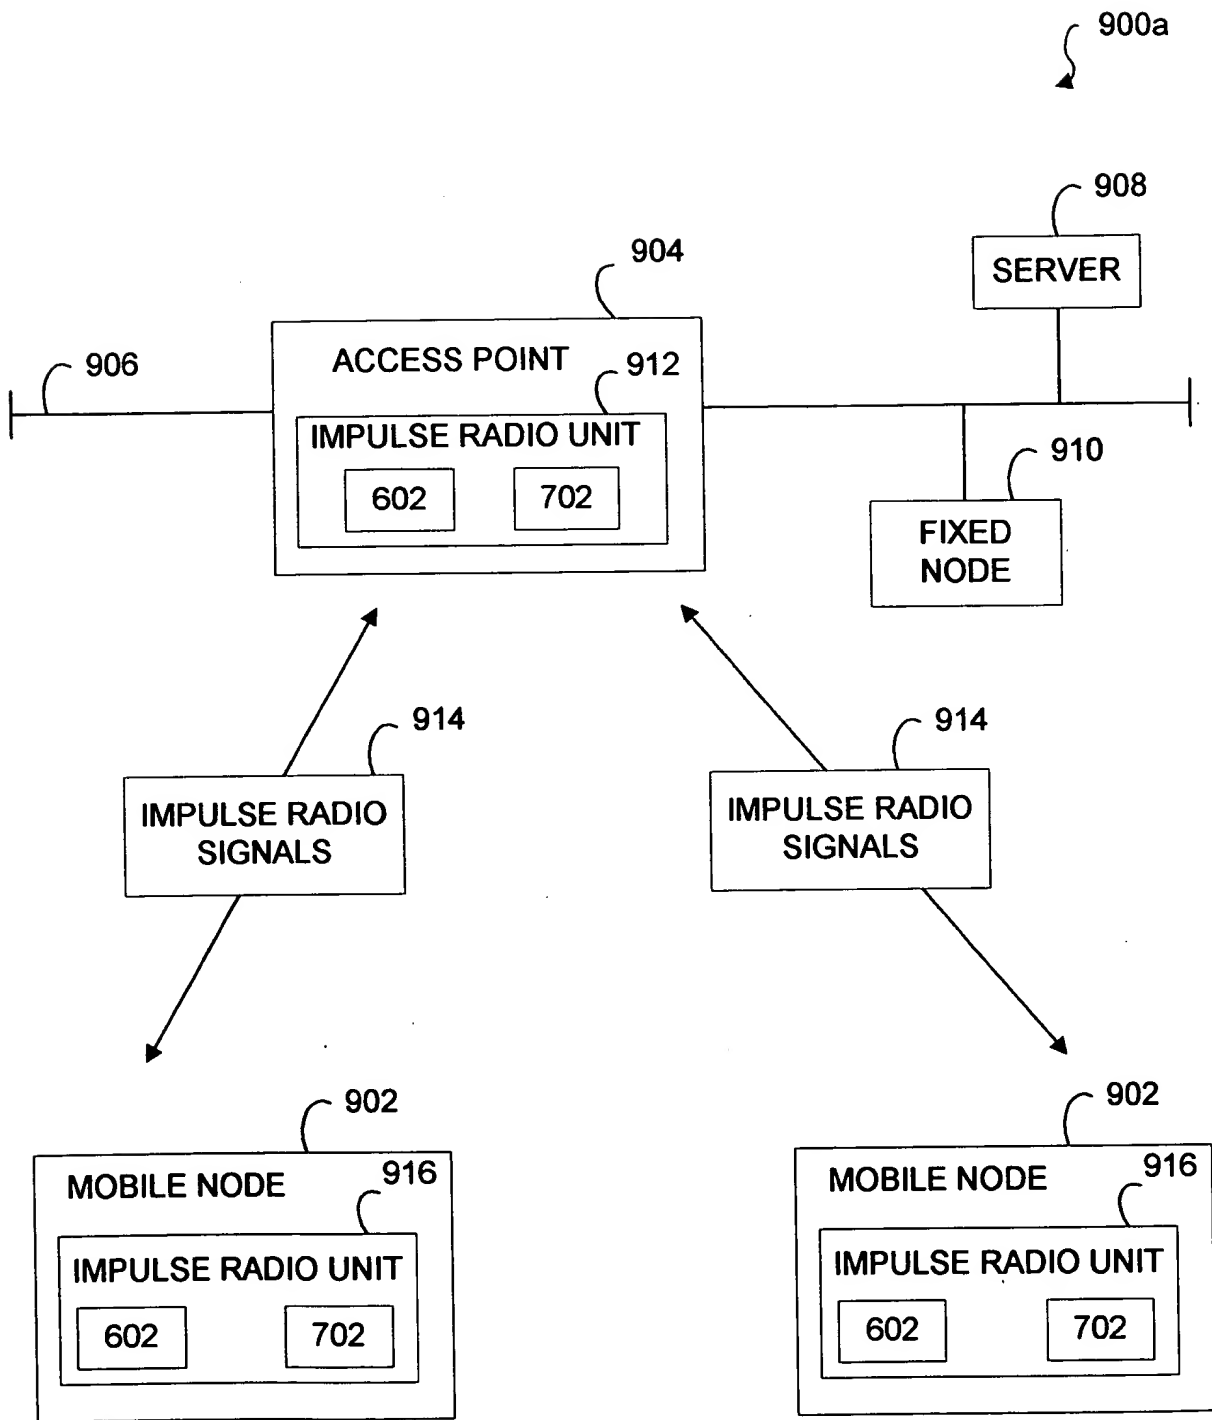 900a
908
SERVER
904
ACCESS POINT
906
912
IMPULSE RADIO UNIT
602
702
910
FIXED
NODE
914
IMPULSE RADIO
SIGNALS
914
IMPULSE RADIO
SIGNALS
902
MOBILE NODE
916
IMPULSE RADIO UNIT
602
702
902
MOBILE NODE
916
IMPULSE RADIO UNIT
602
702